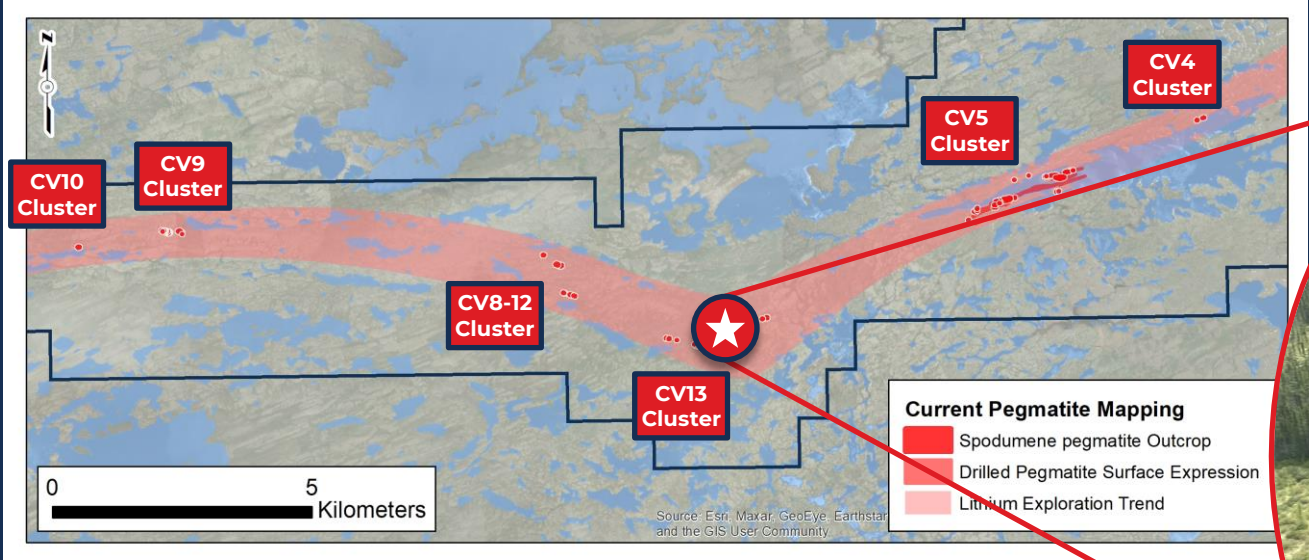 N
CV10
Cluster
CV9
Cluster
CV8-12
Cluster
CV13
Cluster
CV5
Cluster
CV4
Cluster
Current Pegmatite Mapping
Spodumene pegmatite Outcrop
Drilled Pegmatite Surface Expression
Lithium Exploration Trend
0 5
Kilometers
Source: Esri, Maxar, GeoEye, Earthstar
and the GIS User Community